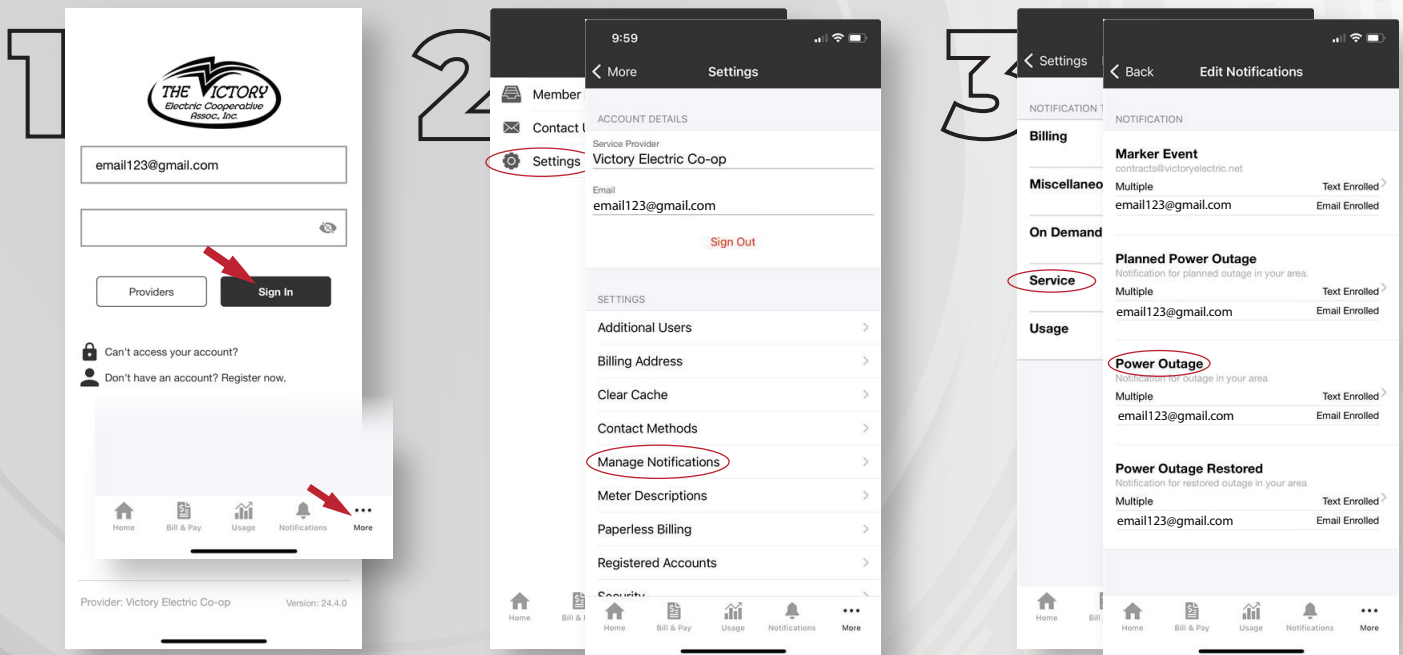 1
THE VICTORY
Electric Cooperative
Assoc, Inc.
email123@gmail.com
Providers
Sign In
Can't access your account?
Don't have an account? Register now.
Home
Bill & Pay
Usage
Notifications
More
Provider: Victory Electric Co-op
Version: 24.4.0
2
Member
Contact
Settings
Home
Bill &
9:59
More
Settings
ACCOUNT DETAILS
Service Provider
Victory Electric Co-op
Email
email123@gmail.com
Sign Out
SETTINGS
Additional Users
Billing Address
Clear Cache
Contact Methods
Manage Notifications
Meter Descriptions
Paperless Billing
Registered Accounts
Security
Home
Bill & Pay
Usage
Notifications
More
3
Settings
NOTIFICATION
Billing
Miscellaneo
On Demand
Service
Usage
Home
Bill
Back
Edit Notifications
NOTIFICATION
Marker Event
contracts@victoryelectric.net
Multiple
Text Enrolled
email123@gmail.com
Email Enrolled
Planned Power Outage
Notification for planned outage in your area.
Multiple
Text Enrolled
email123@gmail.com
Email Enrolled
Power Outage
Notification for outage in your area
Multiple
Text Enrolled
email123@gmail.com
Email Enrolled
Power Outage Restored
Notification for restored outage in your area
Multiple
Text Enrolled
email123@gmail.com
Email Enrolled
Home
Bill & Pay
Usage
Notifications
More